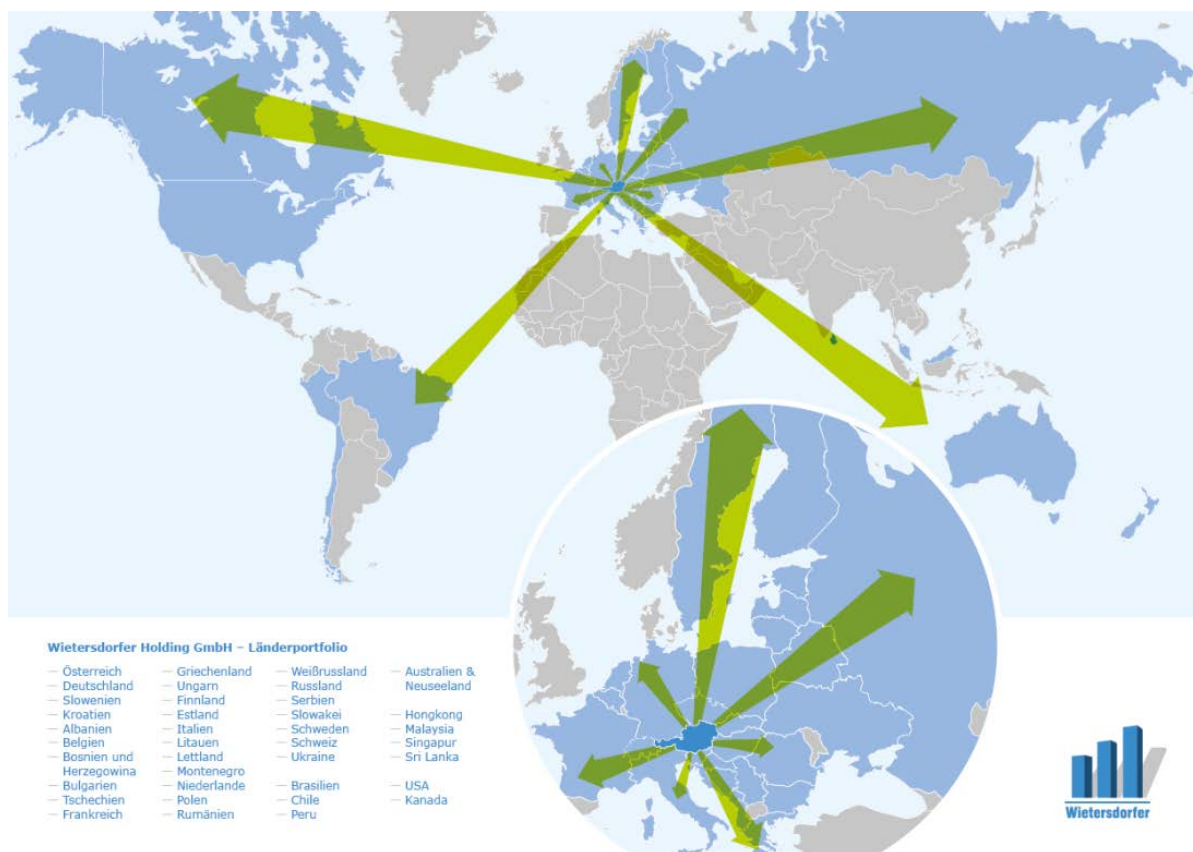 Wietersdorfer Holding GmbH – Länderportfolio
— Österreich
— Deutschland
— Slowenien
— Kroatien
— Albanien
— Belgien
— Bosnien und
Herzegowina
— Bulgarien
— Tschechien
— Frankreich
— Griechenland
— Ungarn
— Finnland
— Estland
— Italien
— Litauen
— Lettland
— Montenegro
— Niederlande
— Polen
— Rumänien
— Weißrussland
— Russland
— Serbien
— Slowakei
— Schweden
— Schweiz
— Ukraine
— Brasilien
— Chile
— Peru
— Australien &
Neuseeland
— Hongkong
— Malaysia
— Singapur
— Sri Lanka
— USA
— Kanada
Wietersdorfer